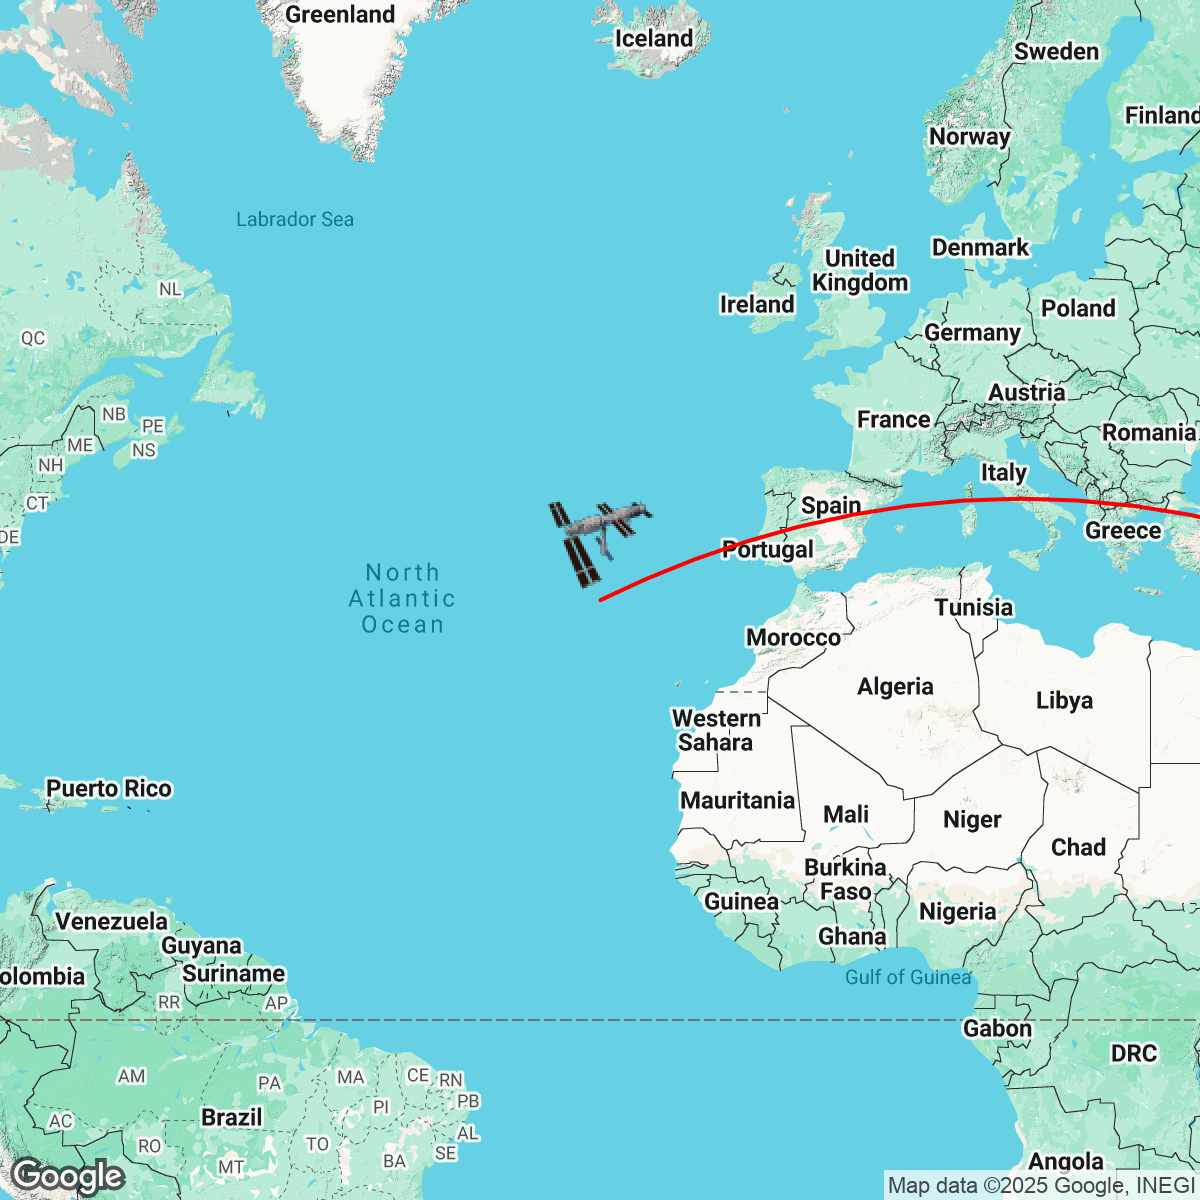 Greenland
Iceland
Sweden
Finland
Norway
Labrador Sea
Denmark
United
Kingdom
NL
Ireland
Poland
QC
Germany
Austria
NB
France
PE
Romania
ME
NS
NH
Italy
CT
Spain
Greece
DE
Portugal
North
Atlantic
Ocean
Tunisia
Morocco
Algeria
Libya
Western
Sahara
Puerto Rico
Mauritania
Mali
Niger
Chad
Burkina
Faso
Guinea
Nigeria
Venezuela
Ghana
Guyana
olombia
Suriname
Gulf of Guinea
RR
AP
Gabon
DRC
AM
PA
MA
CE
RN
PI
PB
AC
Brazil
AL
RO
TO
SE
MT
BA
Angola
Google
Map data ©2025 Google, INEGI